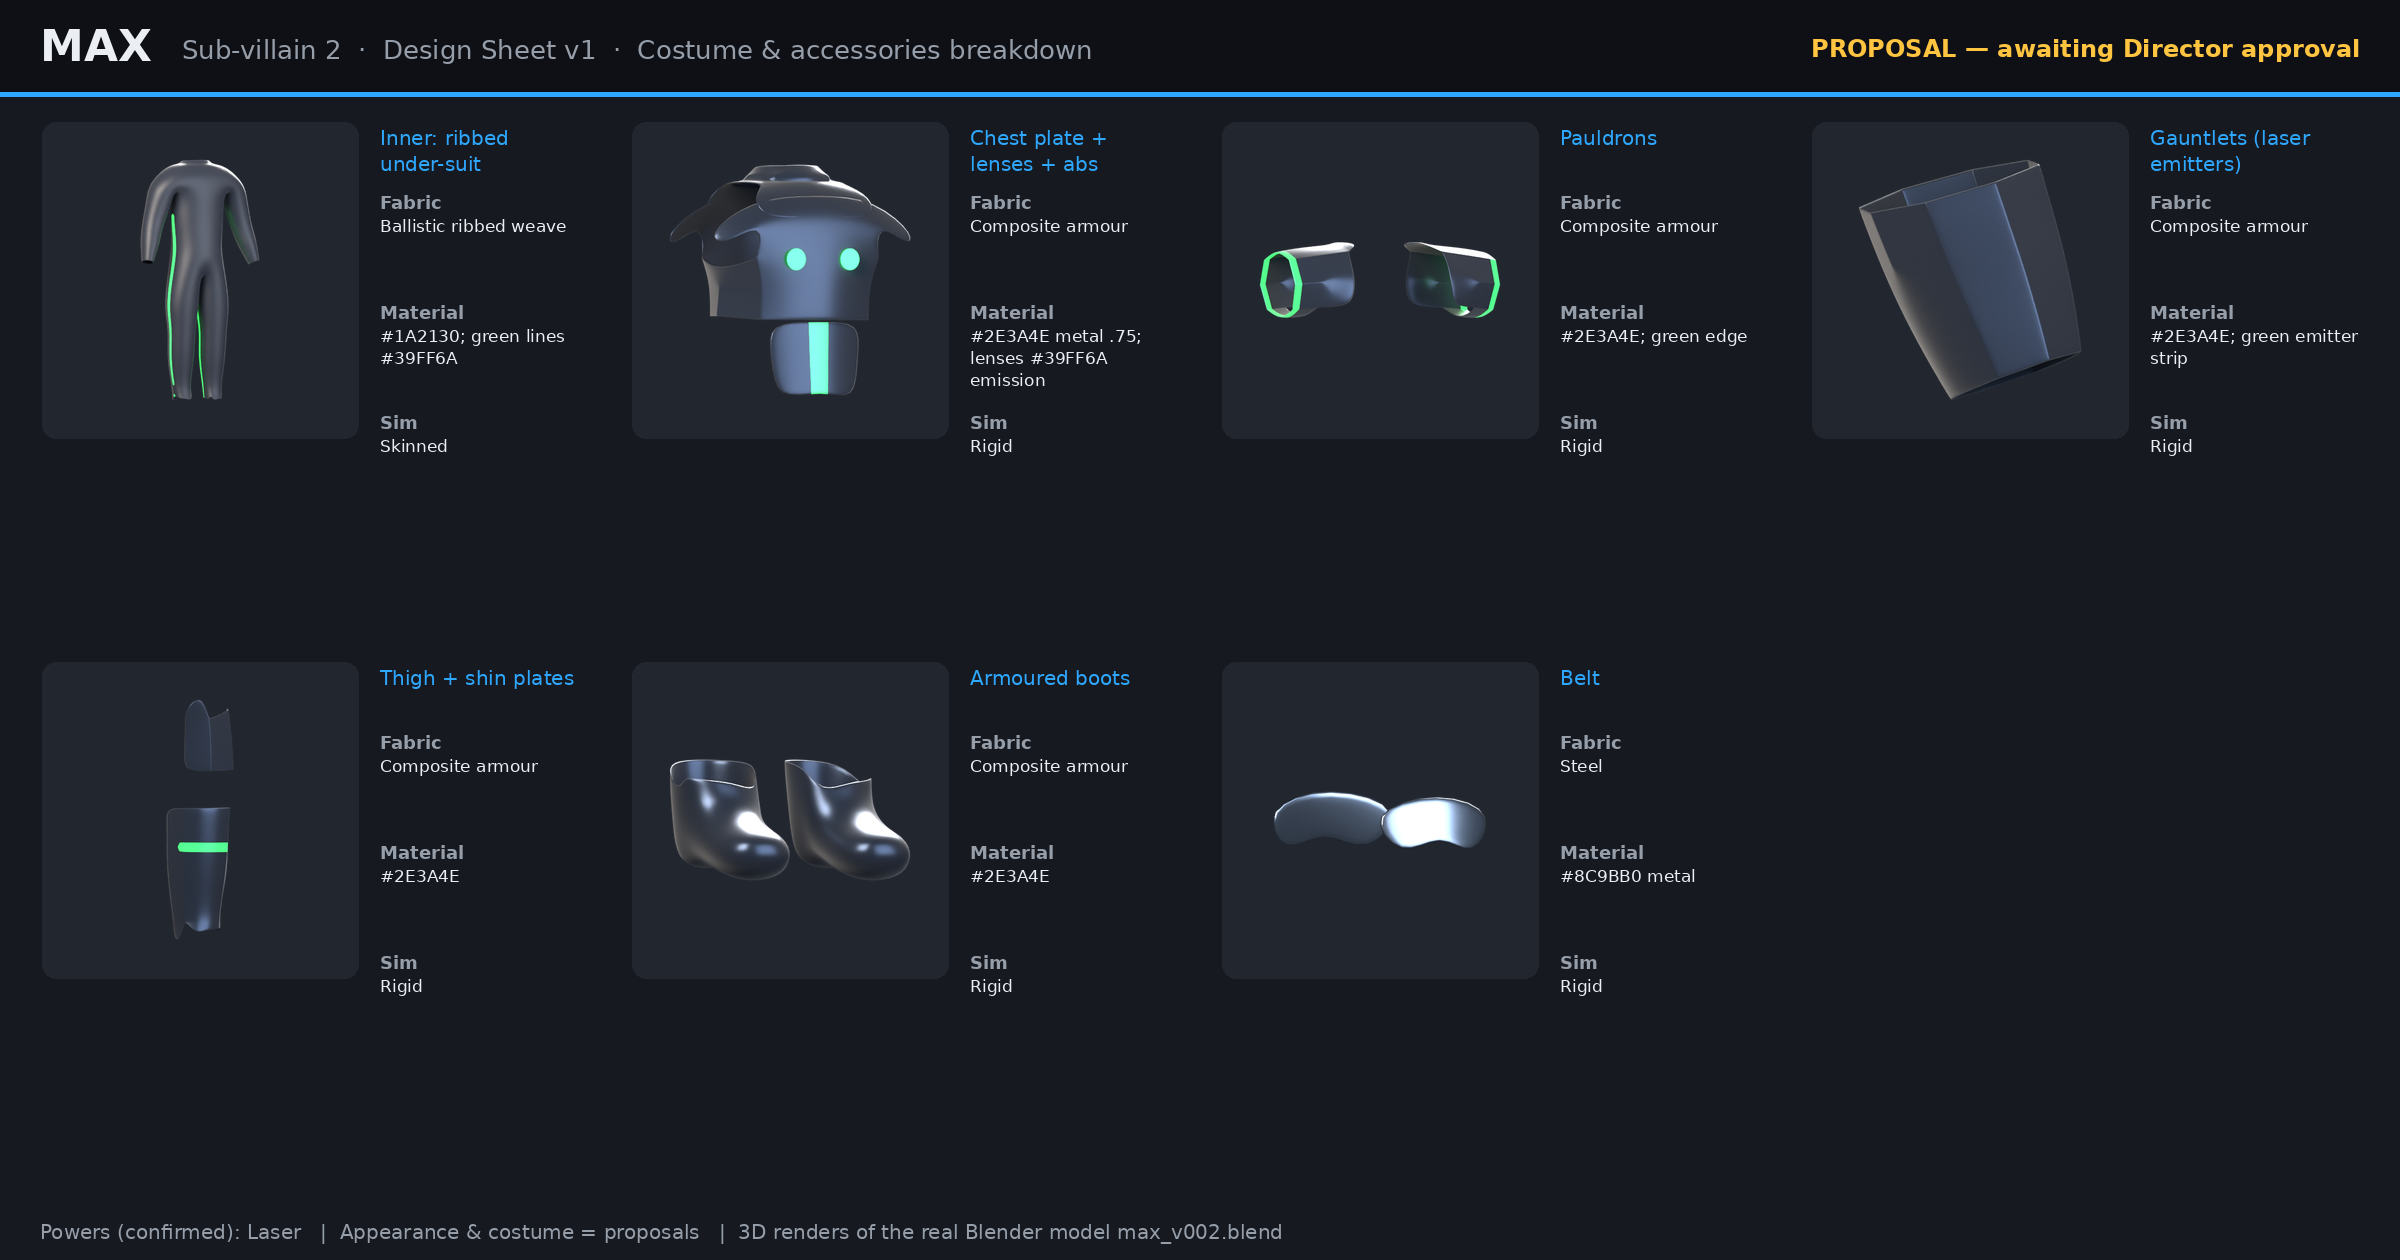 MAX Sub-villain 2 · Design Sheet v1 · Costume & accessories breakdown
PROPOSAL — awaiting Director approval
Inner: ribbed
under-suit
Fabric
Ballistic ribbed weave
Material
#1A2130; green lines
#39FF6A
Sim
Skinned
Chest plate +
lenses + abs
Fabric
Composite armour
Material
#2E3A4E metal .75;
lenses #39FF6A
emission
Sim
Rigid
Pauldrons
Fabric
Composite armour
Material
#2E3A4E; green edge
Sim
Rigid
Gauntlets (laser
emitters)
Fabric
Composite armour
Material
#2E3A4E; green emitter
strip
Sim
Rigid
Thigh + shin plates
Fabric
Composite armour
Material
#2E3A4E
Sim
Rigid
Armoured boots
Fabric
Composite armour
Material
#2E3A4E
Sim
Rigid
Belt
Fabric
Steel
Material
#8C9BB0 metal
Sim
Rigid
Powers (confirmed): Laser | Appearance & costume = proposals | 3D renders of the real Blender model max_v002.blend